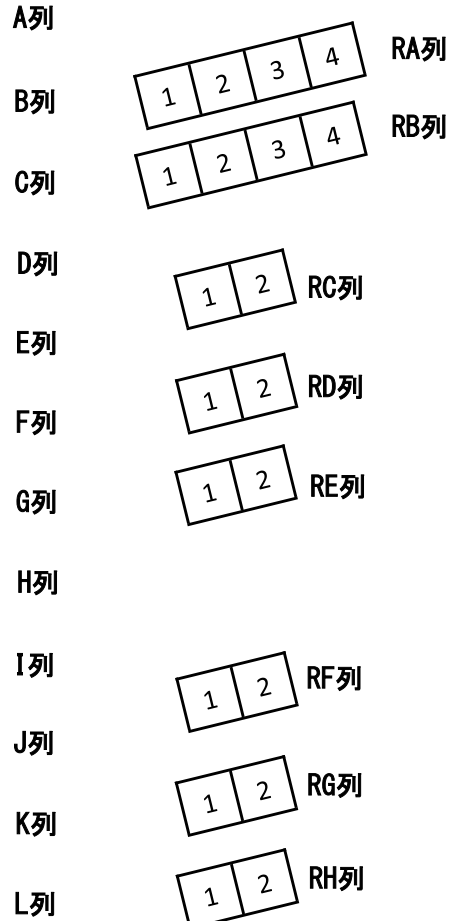 A列
1 2 3 4 RA列
B列
1 2 3 4 RB列
C列
D列
1 2 RC列
E列
1 2 RD列
F列
1 2 RE列
G列
H列
I列
1 2 RF列
J列
1 2 RG列
K列
1 2 RH列
L列